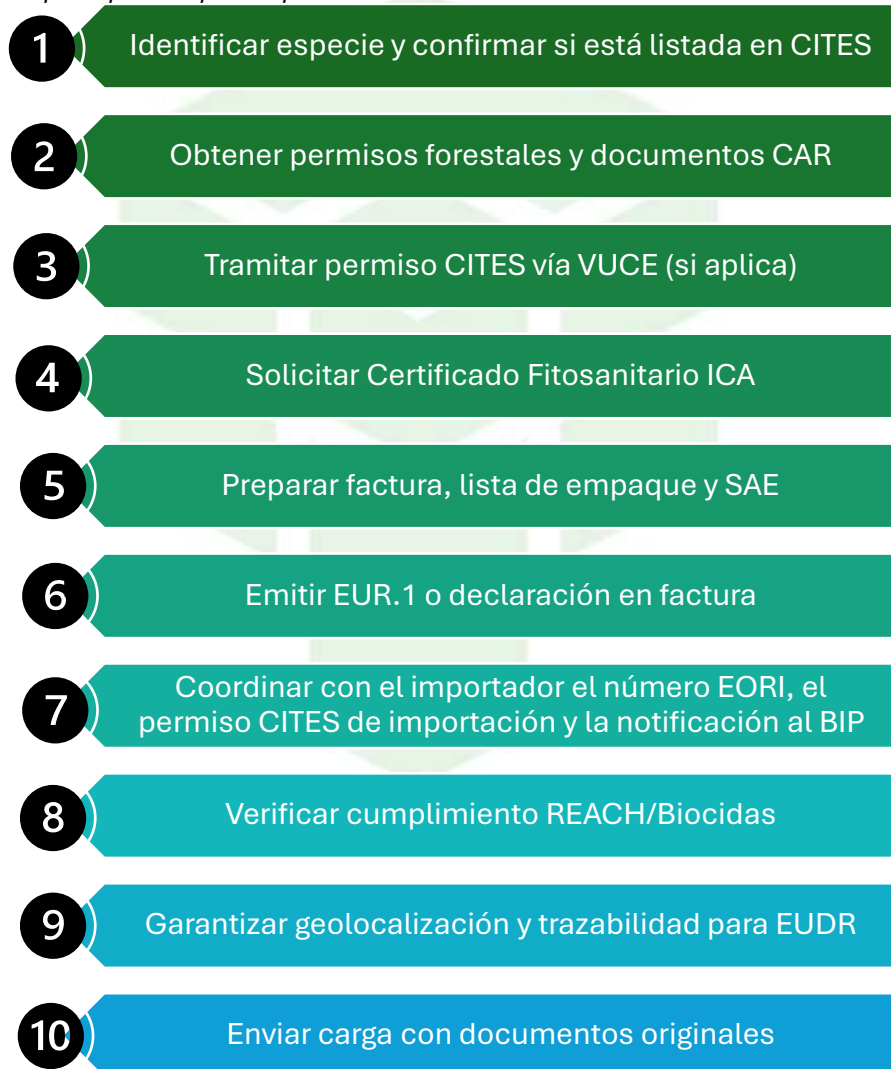 1
Identificar especie y confirmar si está listada en CITES
2
Obtener permisos forestales y documentos CAR
3
Tramitar permiso CITES vía VUCE (si aplica)
4
Solicitar Certificado Fitosanitario ICA
5
Preparar factura, lista de empaque y SAE
6
Emitir EUR.1 o declaración en factura
7
Coordinar con el importador el número EORI, el
permiso CITES de importación y la notificación al BIP
8
Verificar cumplimiento REACH/Biocidas
9
Garantizar geolocalización y trazabilidad para EUDR
10
Enviar carga con documentos originales